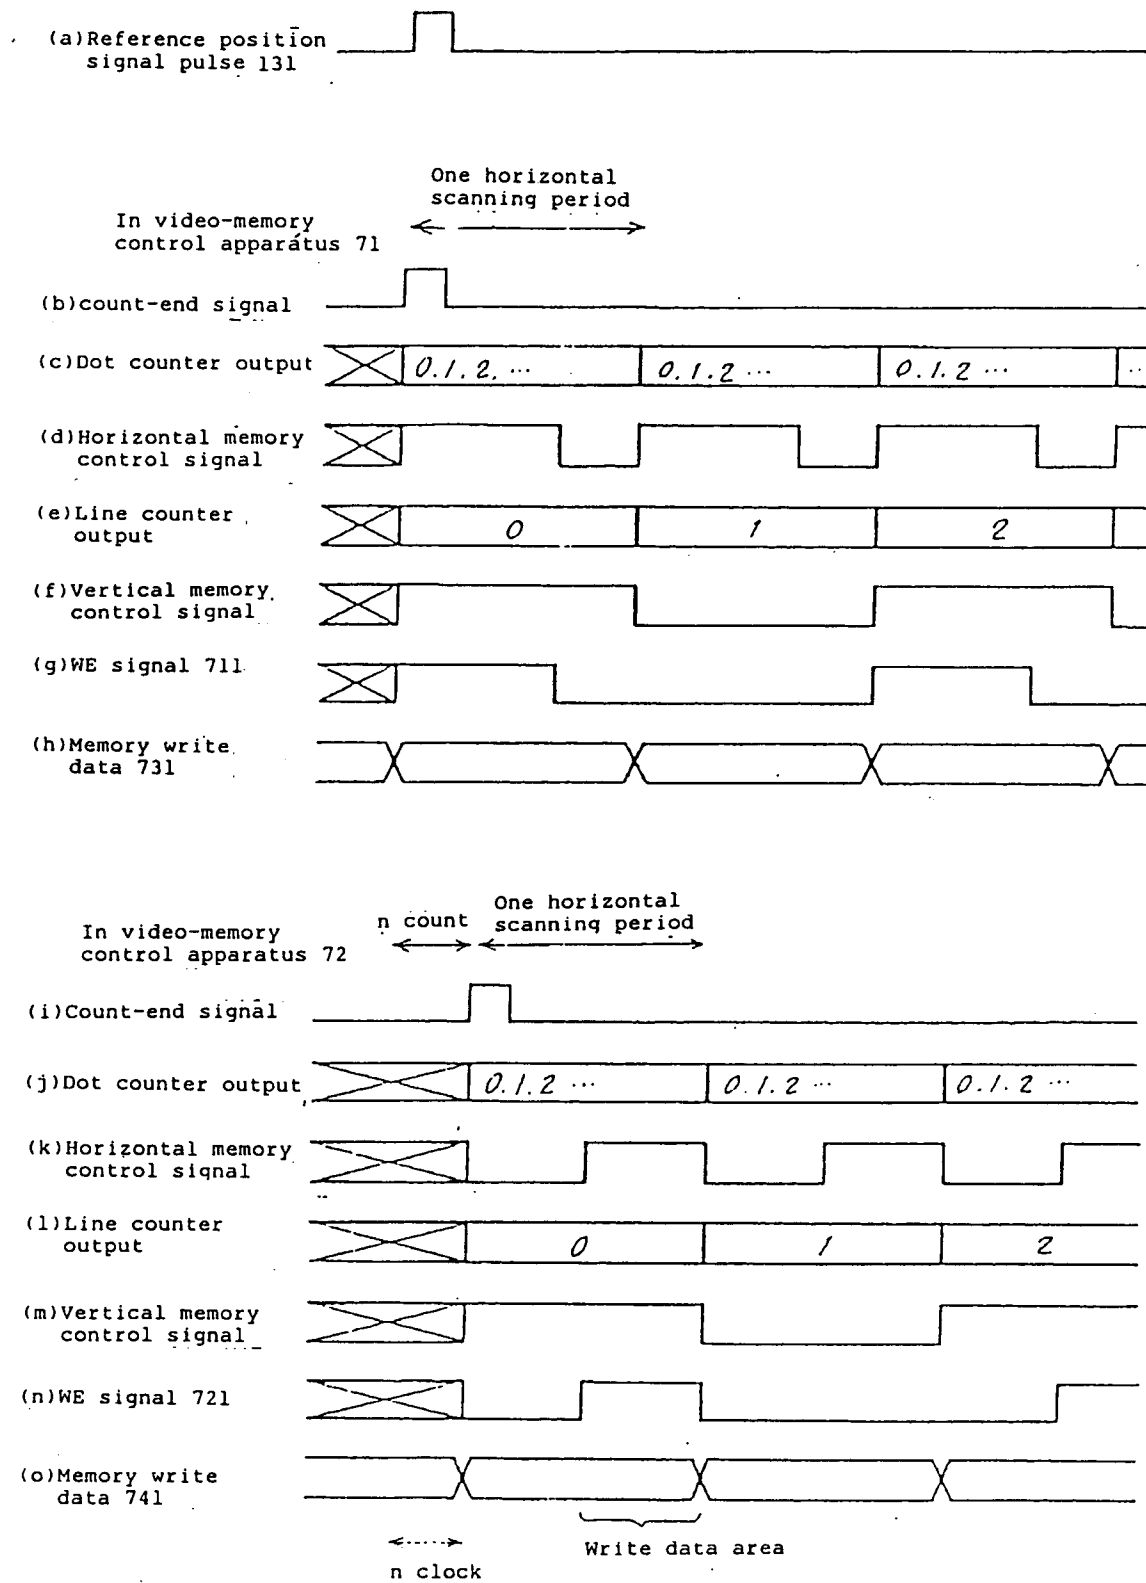 (a)Reference position
signal pulse 131
One horizontal
scanning period
In video-memory
control apparatus 71
(b)count-end signal
(c)Dot counter output
0.1.2. ...
0.1.2 ...
0.1.2 ...
..
(d)Horizontal memory
control signal
(e)Line counter
output
0
1
2
(f)Vertical memory
control signal
(g)WE signal 711
(h)Memory write
data 731
In video-memory
control apparatus 72
n count
One horizontal
scanning period
(i)Count-end signal
(j)Dot counter output
0.1.2 ...
0.1.2 ...
0.1.2 ...
(k)Horizontal memory
control signal
(l)Line counter
output
0
1
2
(m)Vertical memory
control signal
(n)WE signal 721
(o)Memory write
data 741
Write data area
n clock